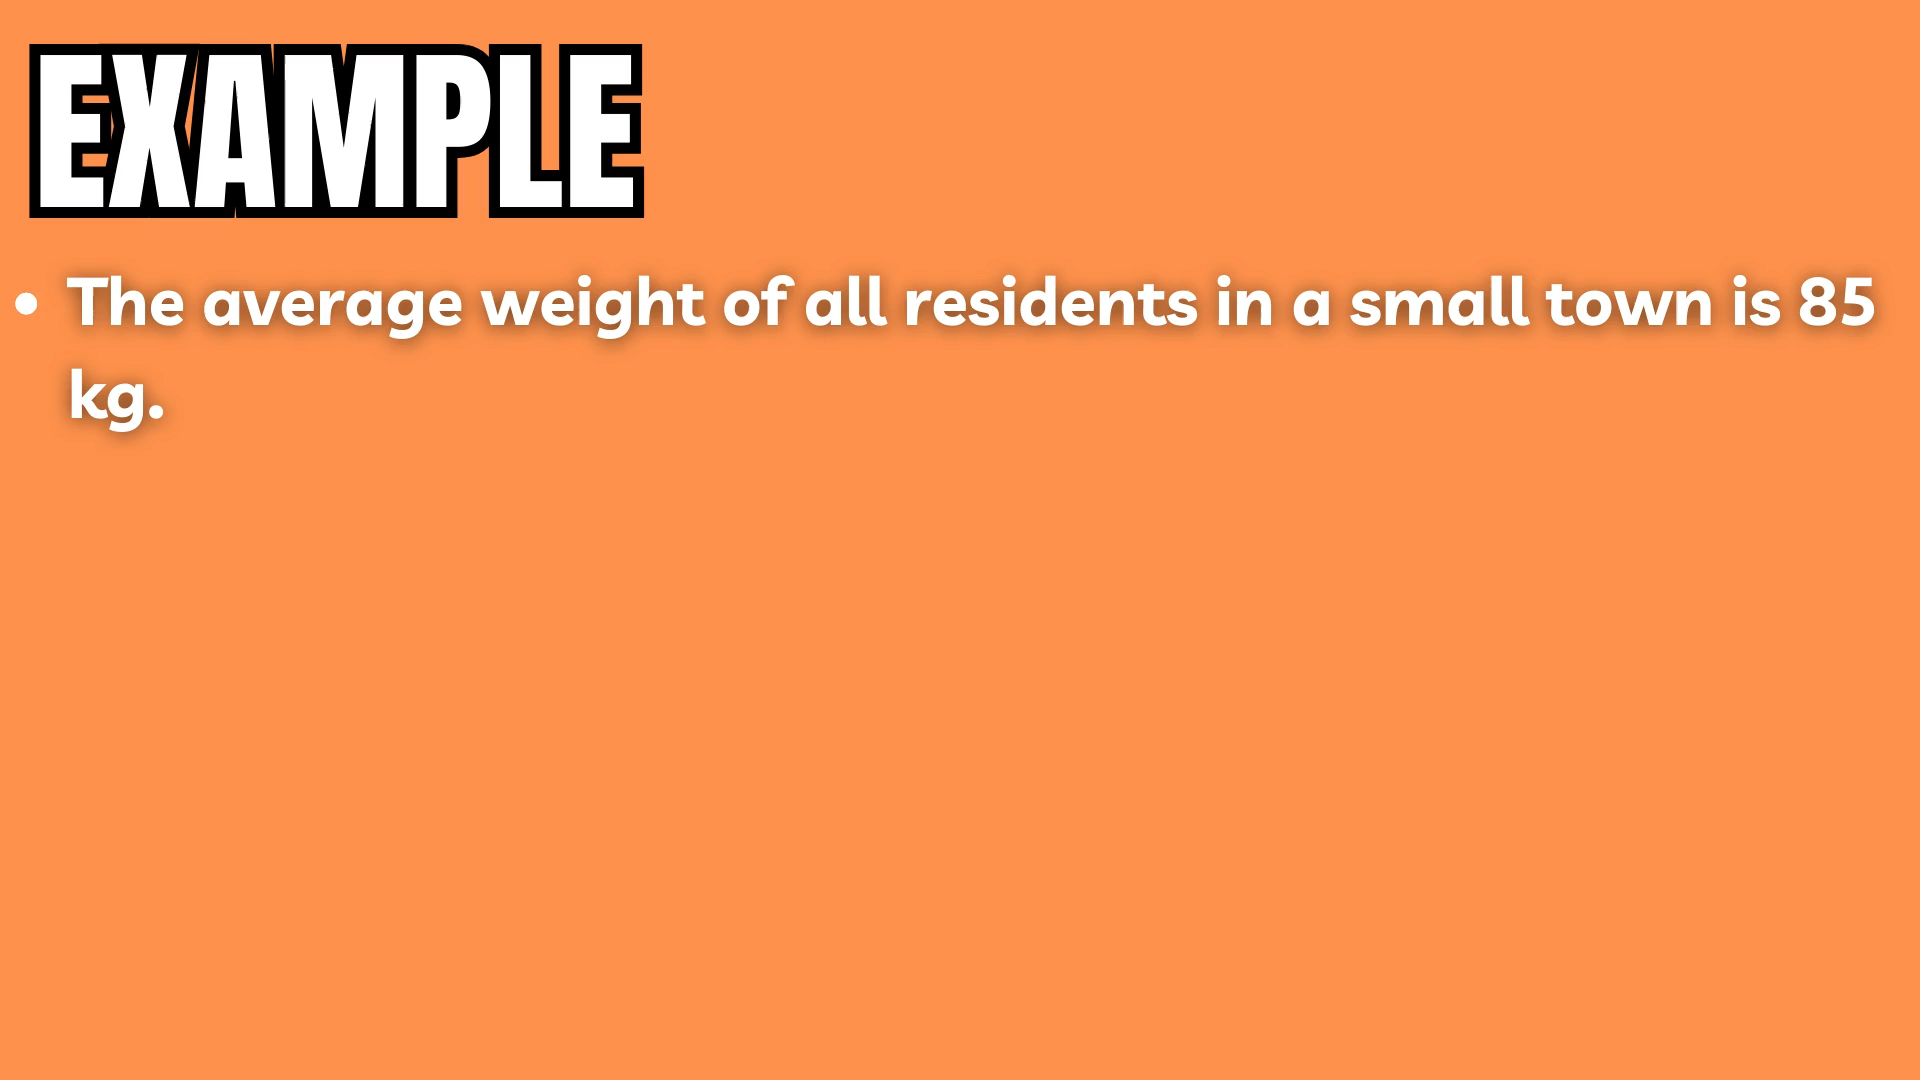 EXAMPLE
• The average weight of all residents in a small town is 85
kg.